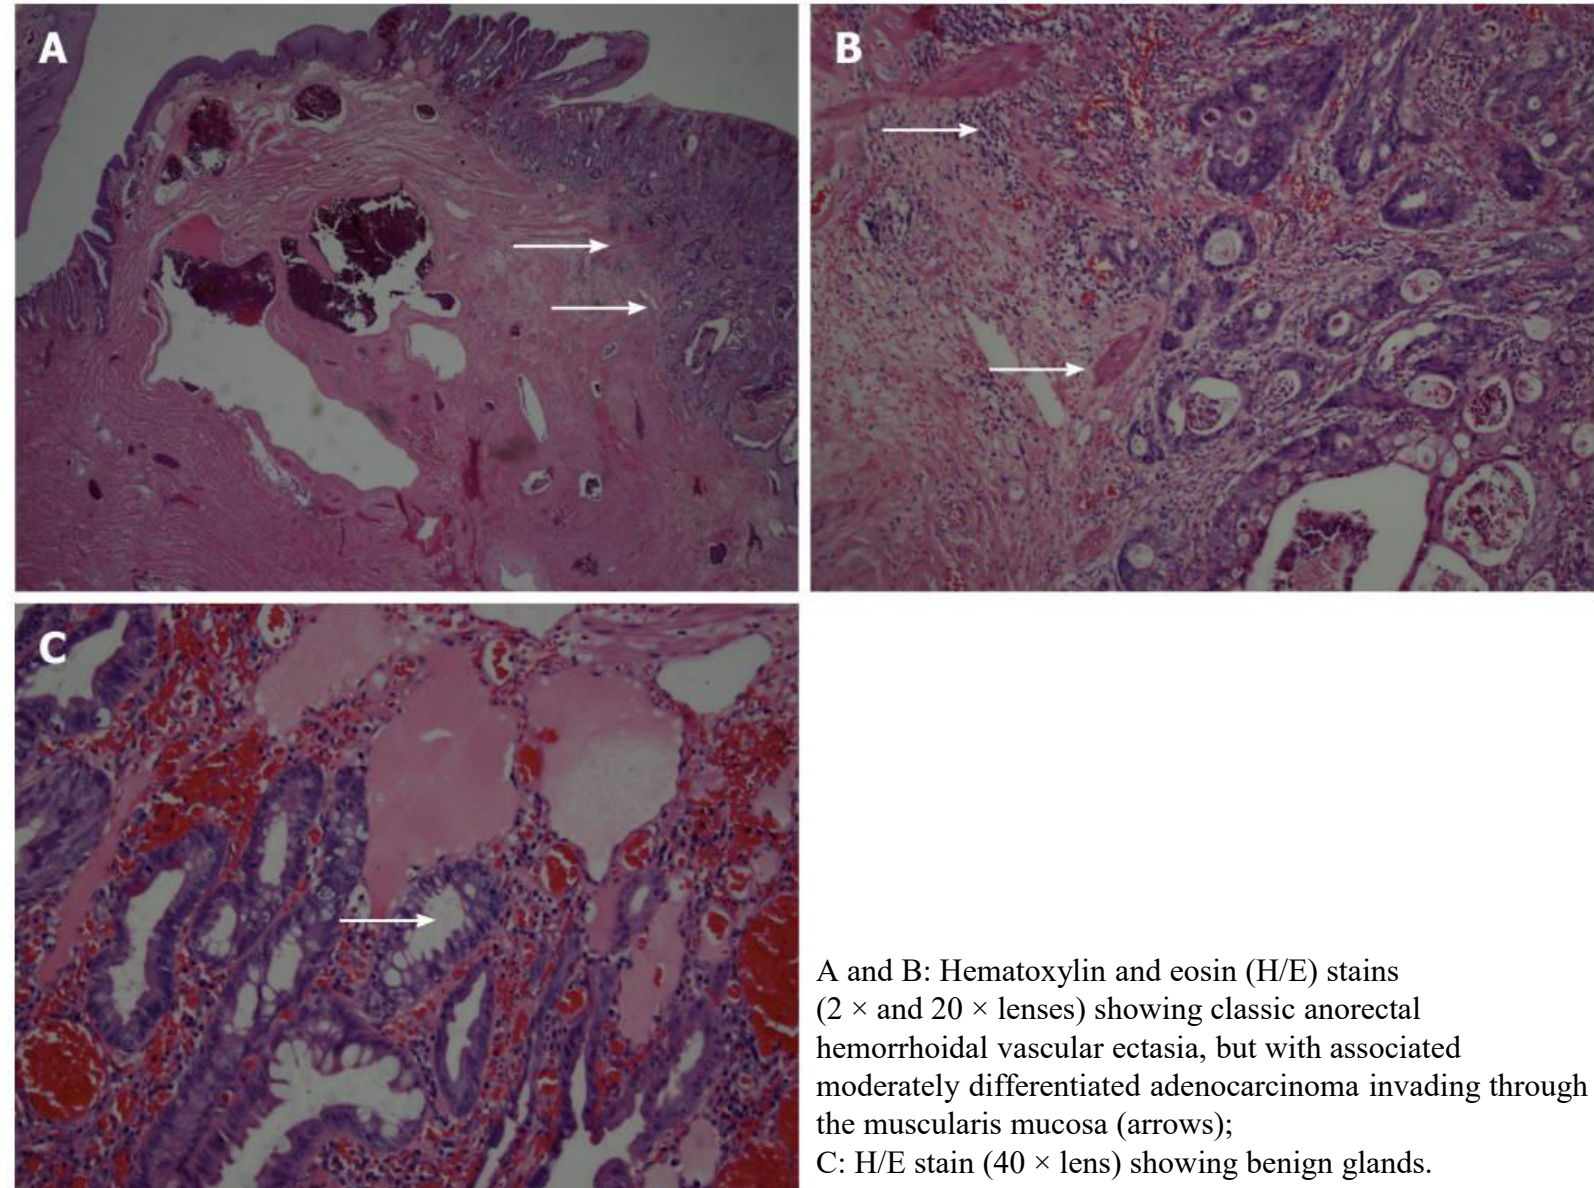 A
B
C
A and B: Hematoxylin and eosin (H/E) stains
(2 × and 20 × lenses) showing classic anorectal
hemorrhoidal vascular ectasia, but with associated
moderately differentiated adenocarcinoma invading through
the muscularis mucosa (arrows);
C: H/E stain (40 × lens) showing benign glands.